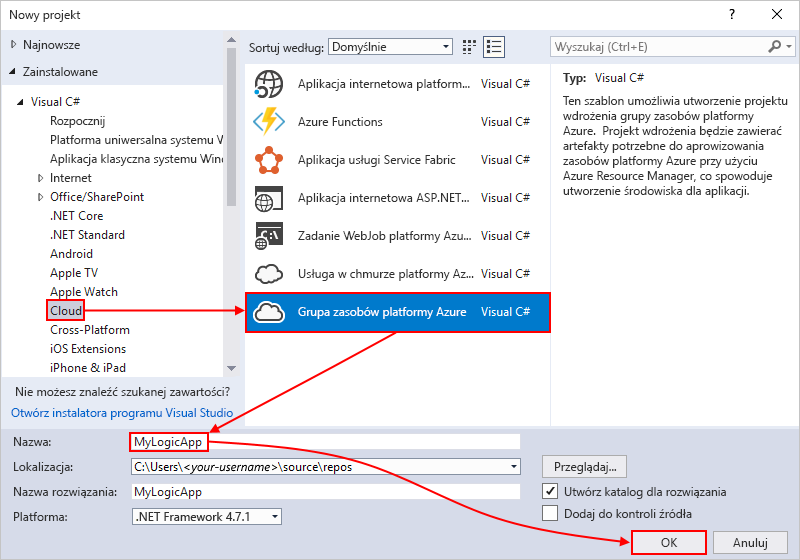 Nowy projekt
? 
Najnowsze
Zainstalowane
Visual C#
Rozpocznij
Platforma uniwersalna systemu W
Aplikacja klasyczna systemu Wind
Internet
Office/SharePoint
.NET Core
.NET Standard
Android
Apple TV
Apple Watch
Cloud
Cross-Platform
iOS Extensions
iPhone & iPad
Nie możesz znaleźć szukanej zawartości?
Otwórz instalatora programu Visual Studio
Sortuj według: Domyślnie
Aplikacja internetowa platform... Visual C#
Azure Functions Visual C#
Aplikacja usługi Service Fabric Visual C#
Aplikacja internetowa ASP.NET... Visual C#
C:\
Zadanie WebJob platformy Azu... Visual C#
Usługa w chmurze platformy Az... Visual C#
Grupa zasobów platformy Azure Visual C#
Wyszukaj (Ctrl+E)
Typ: Visual C#
Ten szablon umożliwia utworzenie projektu
wdrożenia grupy zasobów platformy
Azure. Projekt wdrożenia będzie zawierać
artefakty potrzebne do aprowizowania
zasobów platformy Azure przy użyciu
Azure Resource Manager, co spowoduje
utworzenie środowiska dla aplikacji.
Nazwa: MyLogicApp
Lokalizacja: C:\Users\<your-username>\source\repos
Przeglądaj...
Nazwa rozwiązania: MyLogicApp
Utwórz katalog dla rozwiązania
Platforma: .NET Framework 4.7.1
Dodaj do kontroli źródła
OK
Anuluj